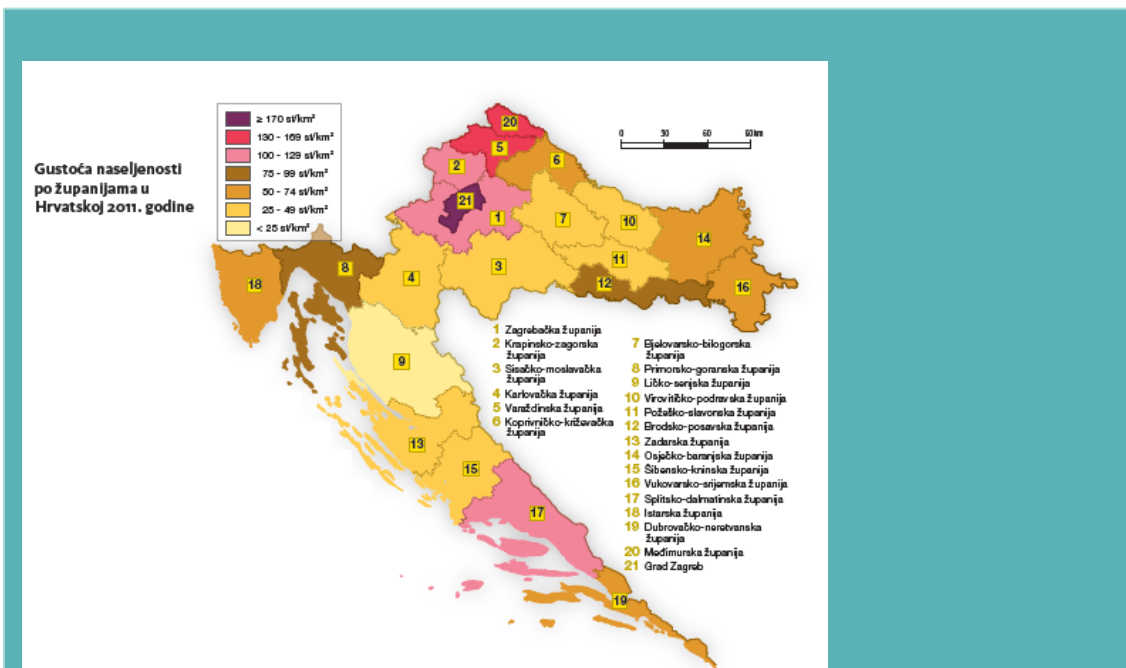 ≥ 170 st/km²
130 - 169 st/km²
100 - 129 st/km²
75 - 99 st/km²
50 - 74 st/km²
25 - 49 st/km²
< 25 st/km²
Gustoća naseljenosti
po županijama u
Hrvatskoj 2011. godine
0 30 60 90 km
20
5
2
6
21
1
7
10
14
3
11
18
8
4
12
16
9
13
15
17
19
1 Zagrebačka županija
2 Krapinsko-zagorska
županija
3 Sisačko-moslavačka
županija
4 Karlovačka županija
5 Varaždinska županija
6 Koprivničko-križevačka
županija
7 Bjelovarsko-bilogorska
županija
8 Primorsko-goranska županija
9 Ličko-senjska županija
10 Virovitičko-podravska županija
11 Požeško-slavonska županija
12 Brodsko-posavska županija
13 Zadarska županija
14 Osječko-baranjska županija
15 Šibensko-kninska županija
16 Vukovarsko-srijemska županija
17 Splitsko-dalmatinska županija
18 Istarska županija
19 Dubrovačko-neretvanska
županija
20 Međimurska županija
21 Grad Zagreb